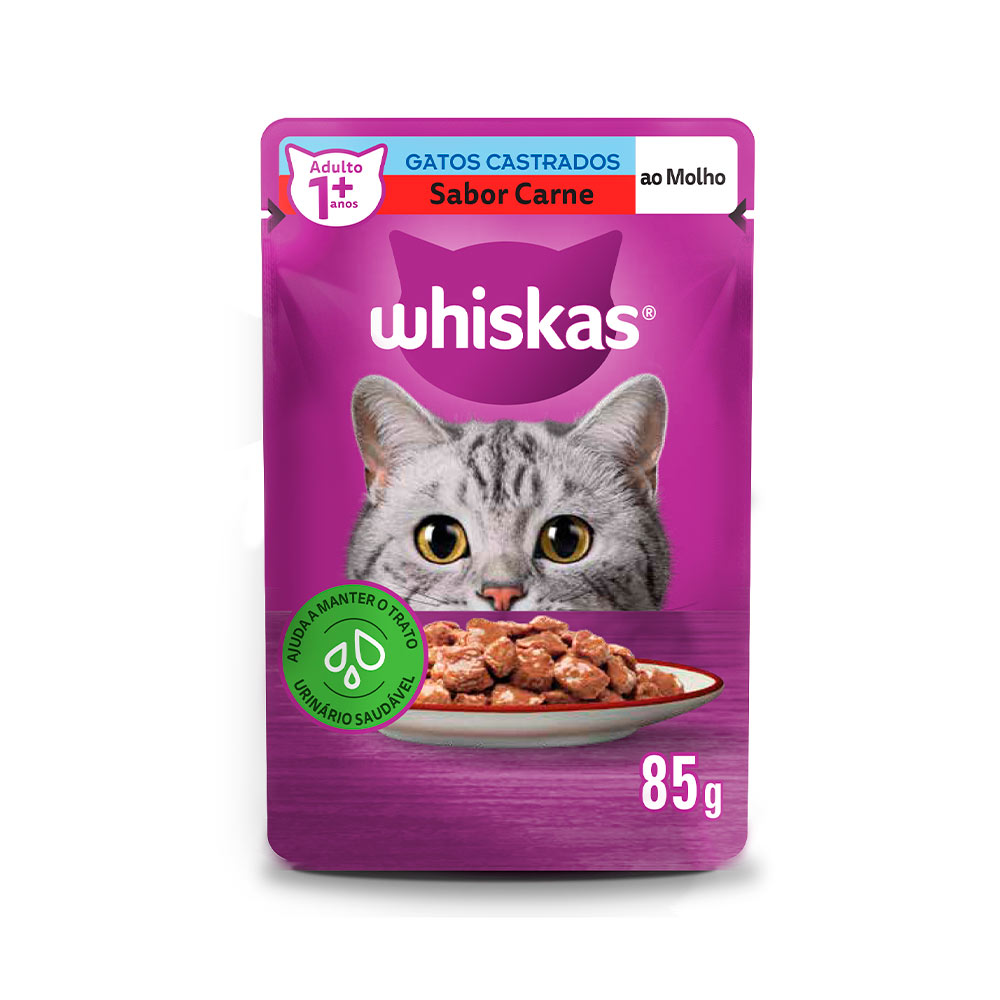 Adulto
1+
anos
GATOS CASTRADOS
Sabor Carne
ao Molho
whiskas®
AJUDA A MANTER O TRATO
URINÁRIO SAUDÁVEL
85g